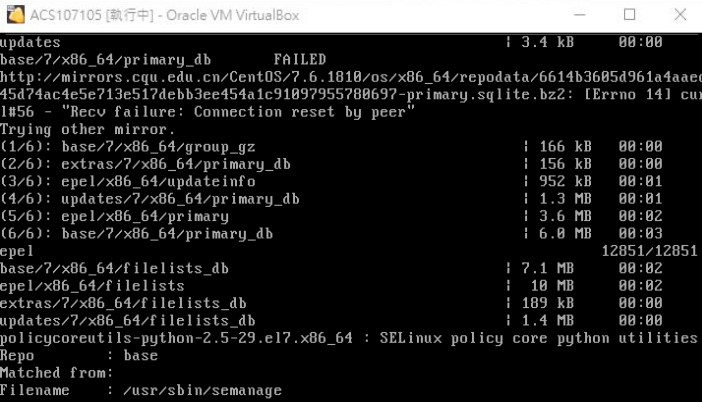 ACS107105 [執行中] - Oracle VM VirtualBox
updates | 3.4 kB 00:00
base/7/x86_64/primary_db FAILED
http://mirrors.cqu.edu.cn/CentOS/7.6.1810/os/x86_64/repodata/6614b3605d961a4aaec
45d74ac4e5e713e517debb3ee454a1c91097955780697-primary.sqlite.bz2: [Errno 14] cur
l#56 - "Recv failure: Connection reset by peer"
Trying other mirror.
(1/6): base/7/x86_64/group_gz | 166 kB 00:00
(2/6): extras/7/x86_64/primary_db | 156 kB 00:00
(3/6): epel/x86_64/updateinfo | 952 kB 00:01
(4/6): updates/7/x86_64/primary_db | 1.3 MB 00:01
(5/6): epel/x86_64/primary | 3.6 MB 00:02
(6/6): base/7/x86_64/primary_db | 6.0 MB 00:03
epel 12851/12851
base/7/x86_64/filelists_db | 7.1 MB 00:02
epel/x86_64/filelists | 10 MB 00:02
extras/7/x86_64/filelists_db | 189 kB 00:00
updates/7/x86_64/filelists_db | 1.4 MB 00:00
policycoreutils-python-2.5-29.el7.x86_64 : SELinux policy core python utilities
Repo : base
Matched from:
Filename : /usr/sbin/semanage